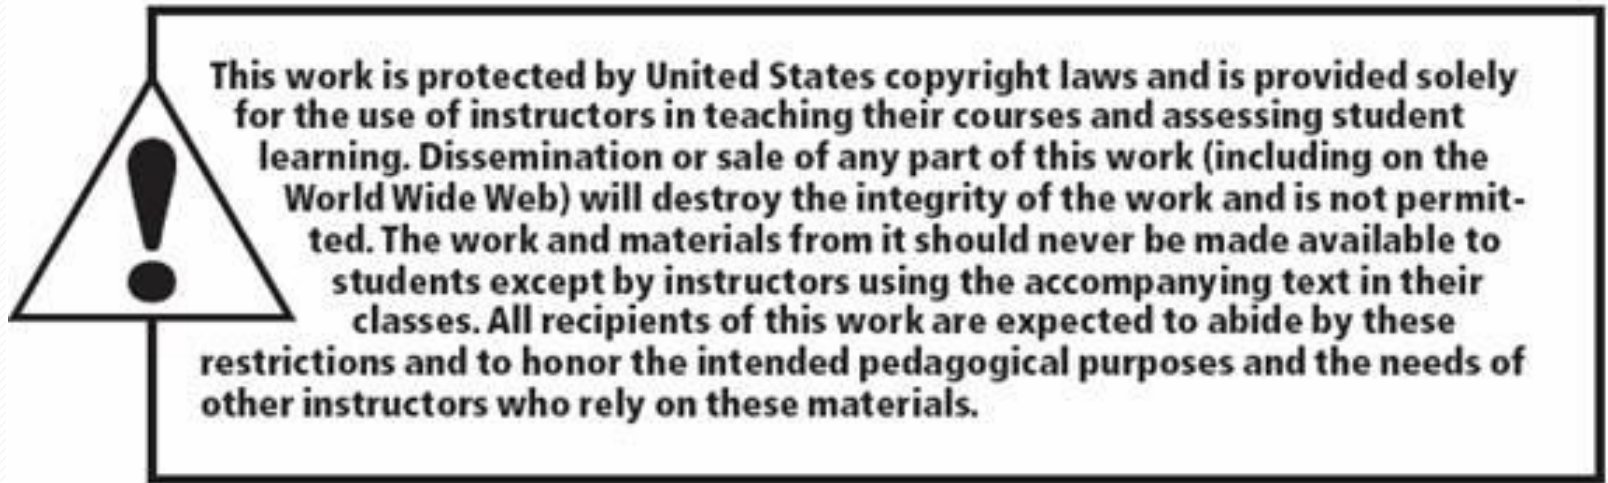 This work is protected by United States copyright laws and is provided solely
for the use of instructors in teaching their courses and assessing student
learning. Dissemination or sale of any part of this work (including on the
World Wide Web) will destroy the integrity of the work and is not permit-
ted. The work and materials from it should never be made available to
students except by instructors using the accompanying text in their
classes. All recipients of this work are expected to abide by these
restrictions and to honor the intended pedagogical purposes and the needs of
other instructors who rely on these materials.